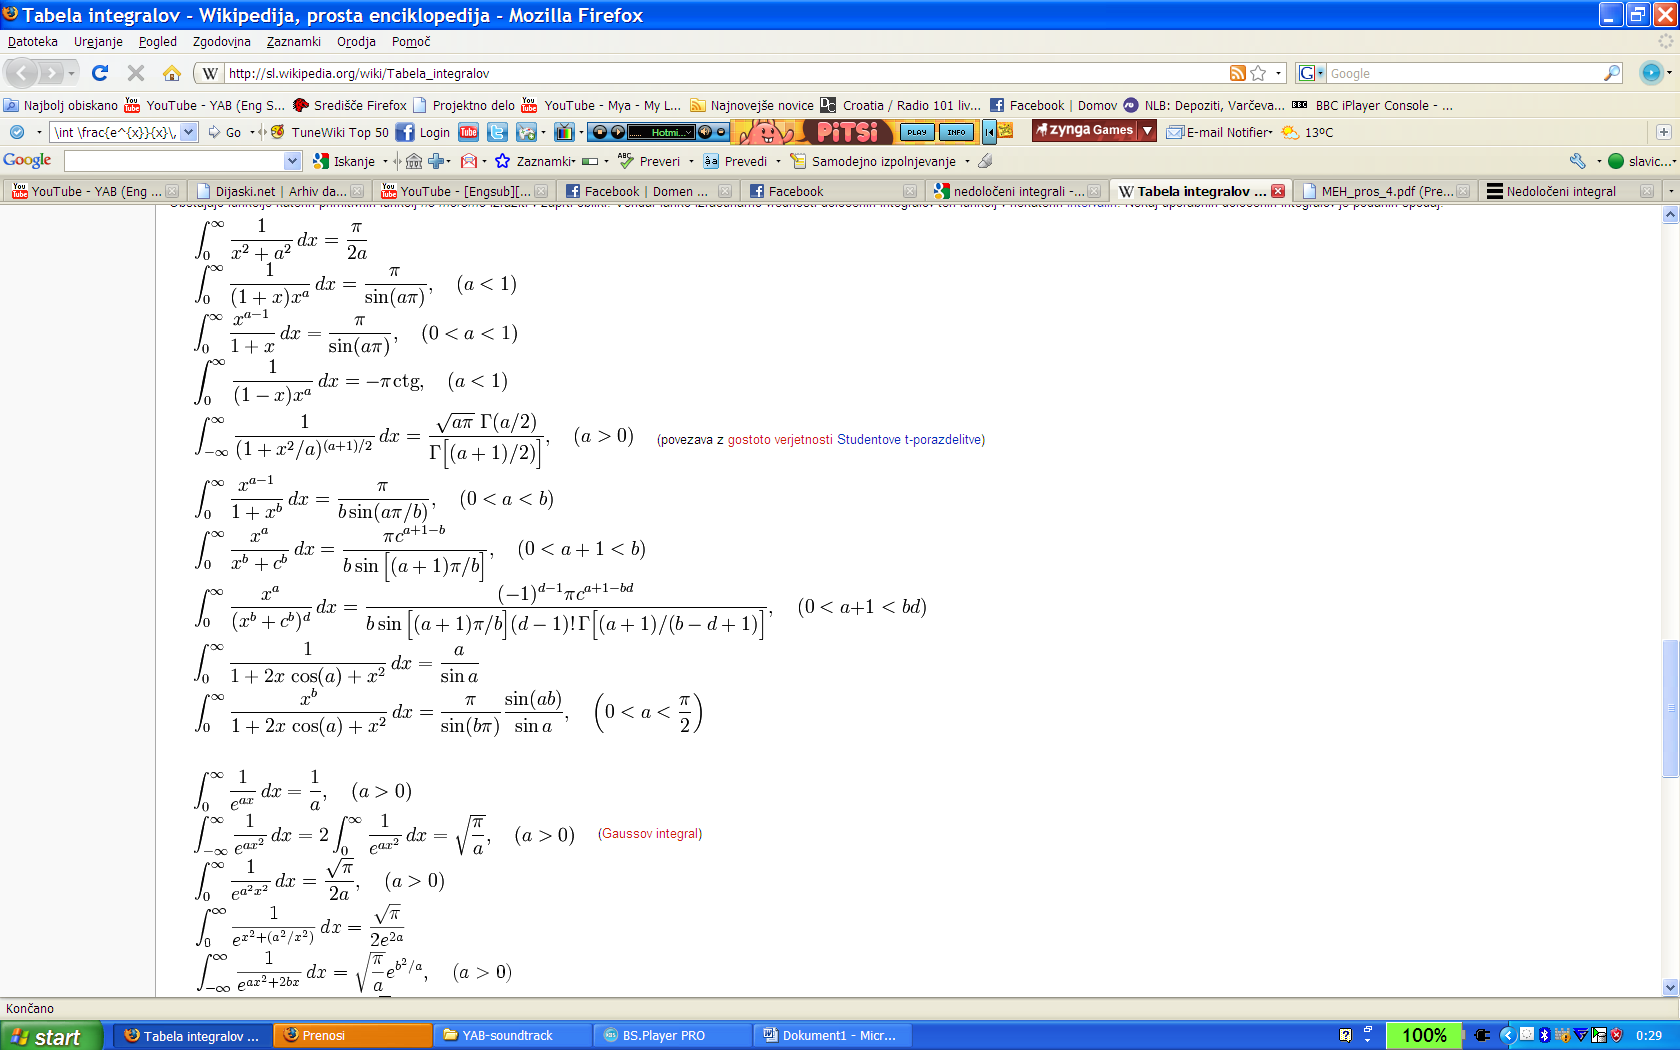 Tabela integralov - Wikipedija, prosta enciklopedija - Mozilla Firefox
Datoteka Urejanje Pogled Zgodovina Zaznamki Orodja Pomoč
W http://sl.wikipedia.org/wiki/Tabela_integralov G Google
Najbolj obiskano YouTube - YAB (Eng S... Središče Firefox Projektno delo YouTube - Mya - My L... Najnovejše novice Croatia / Radio 101 liv... Facebook | Domov NLB: Depoziti, Varčeva... BBC iPlayer Console - ...
\int \frac{e^{x}}{x}\, Go TuneWiki Top 50 Login Hotmi... PiTSi PLAY INFO zynga Games E-mail Notifier 13ºC
Google Iskanje Zaznamki Preveri Prevedi Samodejno izpolnjevanje slavic...
YouTube - YAB (Eng ... Dijaski.net | Arhiv da... YouTube - [Engsub][... Facebook | Domen ... Facebook nedoločeni integrali -... Tabela integralov ... MEH_pros_4.pdf (Pre... Nedoločeni integral
∫₀^∞ 1/(x² + a²) dx = π/(2a)
∫₀^∞ 1/((1 + x)x^a) dx = π/sin(aπ), (a < 1)
∫₀^∞ x^(a−1)/(1 + x) dx = π/sin(aπ), (0 < a < 1)
∫₀^∞ 1/((1 − x)x^a) dx = −π ctg, (a < 1)
∫_−∞^∞ 1/(1 + x²/a)^((a+1)/2) dx = √(aπ) Γ(a/2)/Γ[(a + 1)/2)], (a > 0) (povezava z gostoto verjetnosti Studentove t-porazdelitve)
∫₀^∞ x^(a−1)/(1 + x^b) dx = π/(b sin(aπ/b)), (0 < a < b)
∫₀^∞ x^a/(x^b + c^b) dx = πc^(a+1−b)/(b sin[(a + 1)π/b]), (0 < a + 1 < b)
∫₀^∞ x^a/(x^b + c^b)^d dx = (−1)^(d−1)πc^(a+1−bd)/(b sin[(a + 1)π/b](d − 1)! Γ[(a + 1)/(b − d + 1)]), (0 < a+1 < bd)
∫₀^∞ 1/(1 + 2x cos(a) + x²) dx = a/sin a
∫₀^∞ x^b/(1 + 2x cos(a) + x²) dx = π/sin(bπ) sin(ab)/sin a, (0 < a < π/2)
∫₀^∞ 1/e^(ax) dx = 1/a, (a > 0)
∫_−∞^∞ 1/e^(ax²) dx = 2 ∫₀^∞ 1/e^(ax²) dx = √(π/a), (a > 0) (Gaussov integral)
∫₀^∞ 1/e^(a²x²) dx = √π/(2a), (a > 0)
∫₀^∞ 1/e^(x²+(a²/x²)) dx = √π/(2e^(2a))
∫_−∞^∞ 1/e^(ax²+2bx) dx = √(π/a) e^(b²/a), (a > 0)
Končano
start Tabela integralov ... Prenosi YAB-soundtrack BS.Player PRO Dokument1 - Micr... 100% 0:29